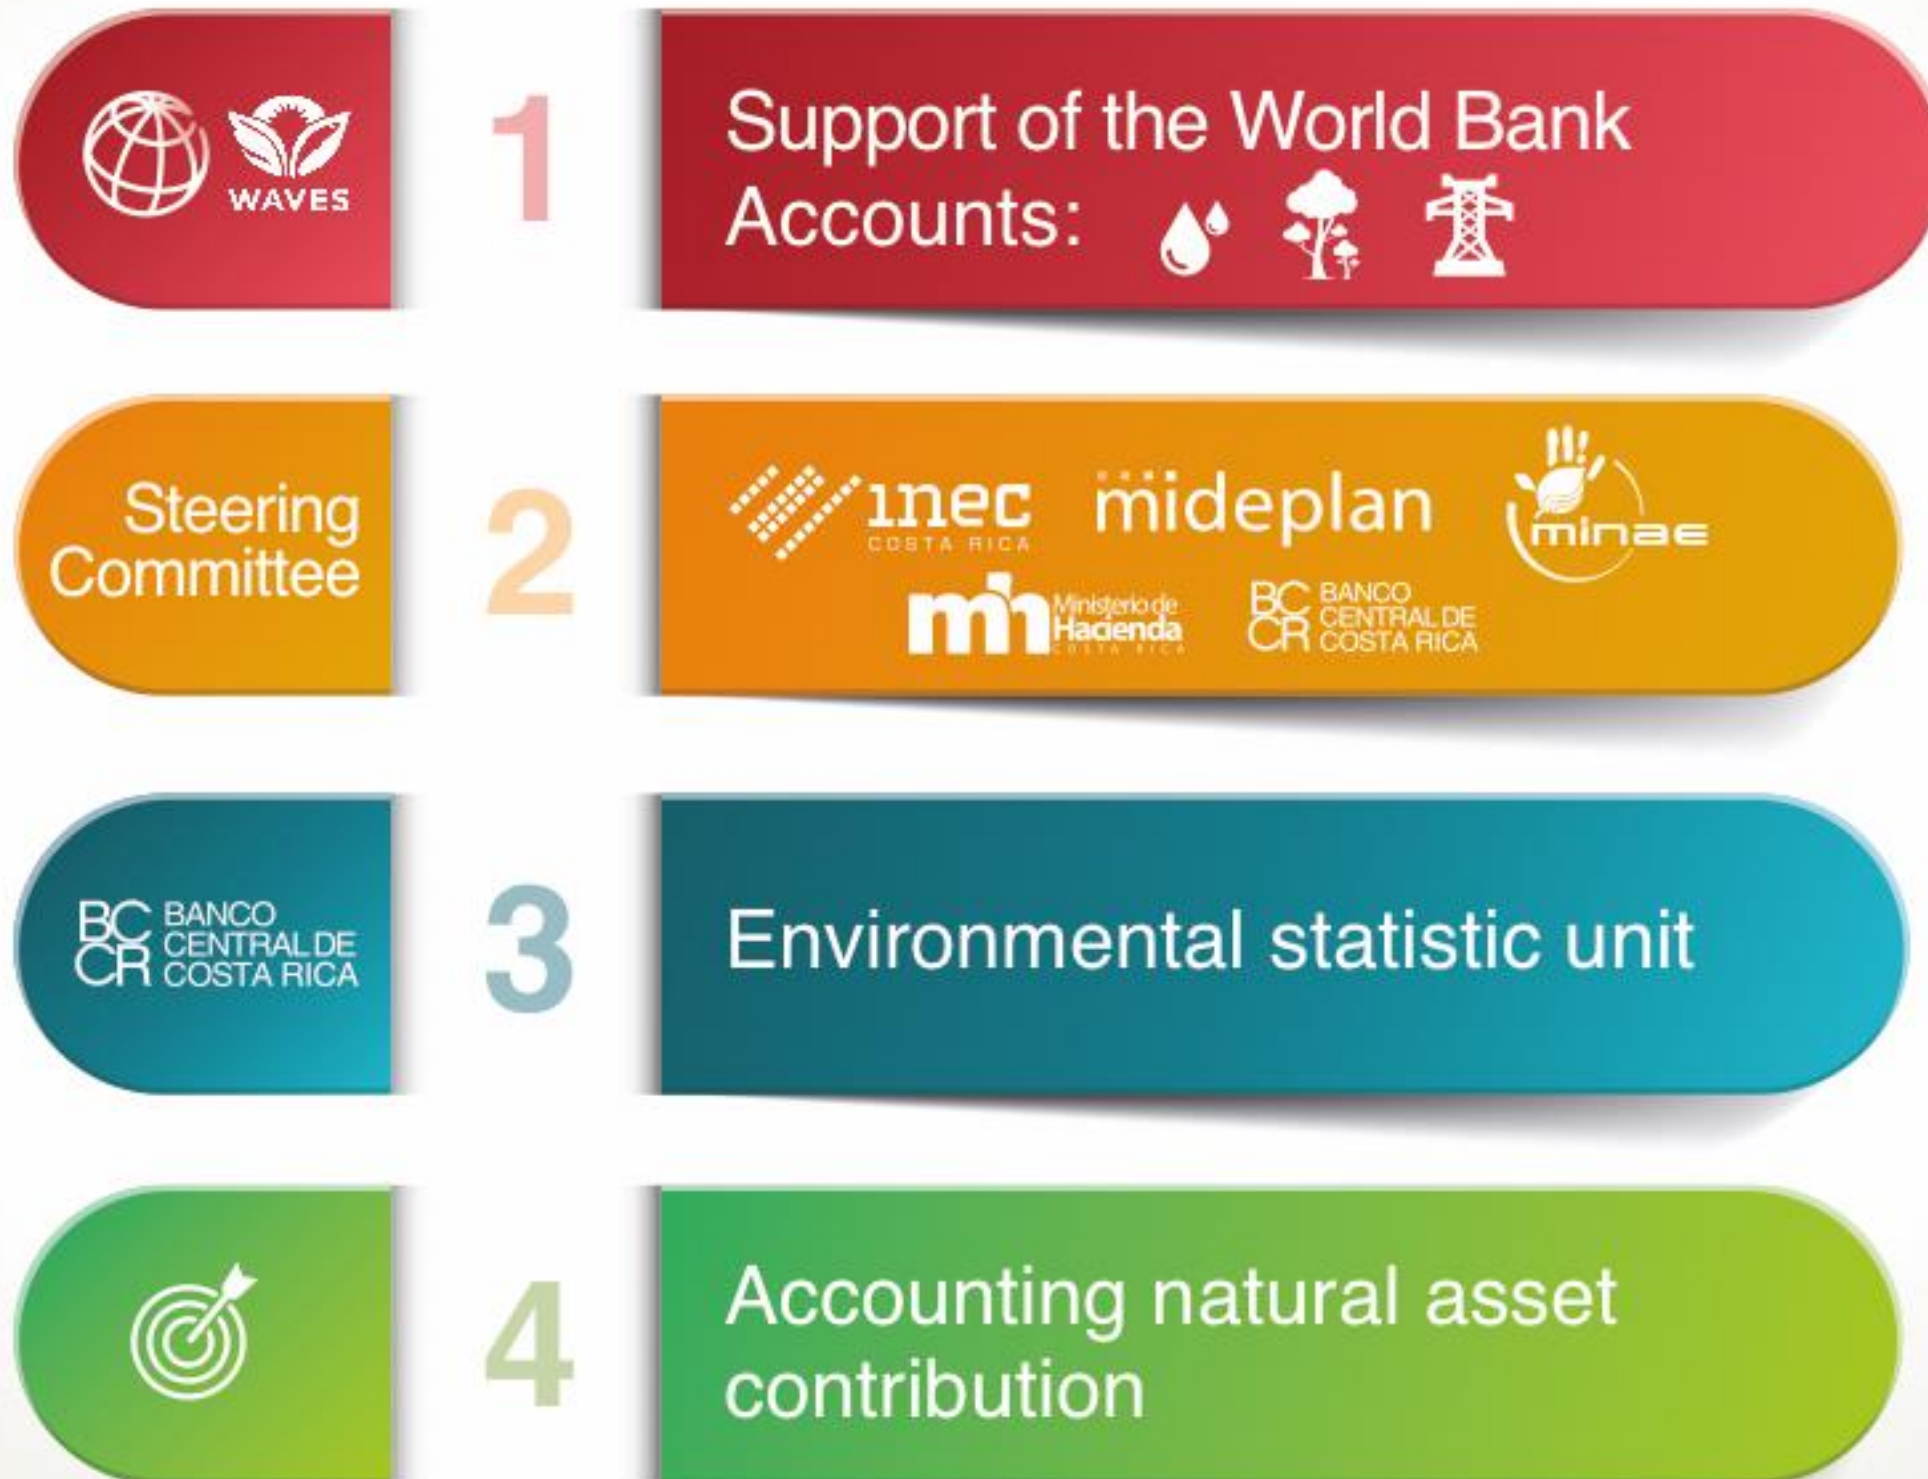 WAVES
1
Support of the World Bank
Accounts:
Steering
Committee
2
inec
COSTA RICA
mideplan
minae
mh
Ministerio de
Hacienda
COSTA RICA
BC
CR
BANCO
CENTRAL DE
COSTA RICA
BC
CR
BANCO
CENTRAL DE
COSTA RICA
3
Environmental statistic unit
4
Accounting natural asset
contribution